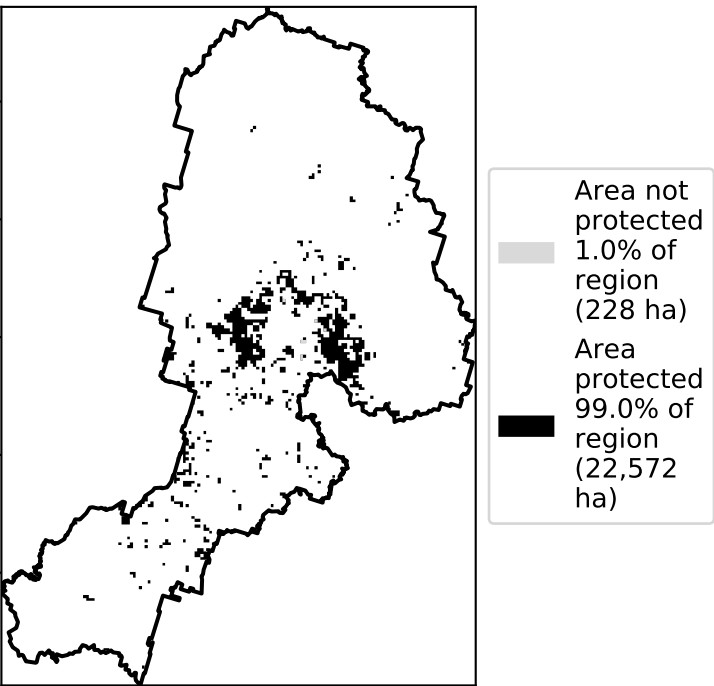 Area not
protected
1.0% of
region
(228 ha)
Area
protected
99.0% of
region
(22,572
ha)